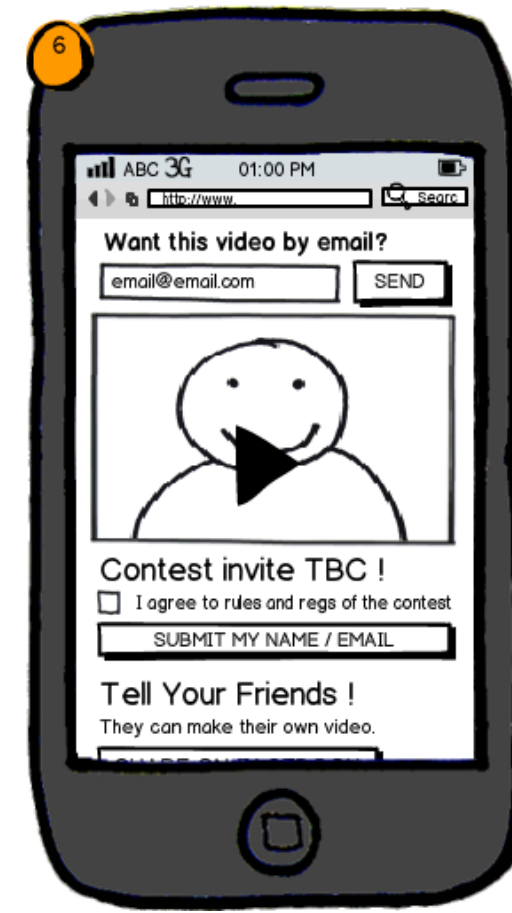 6
ABC 3G 01:00 PM
http://www. Searc
Want this video by email?
email@email.com SEND
Contest invite TBC !
I agree to rules and regs of the contest
SUBMIT MY NAME / EMAIL
Tell Your Friends !
They can make their own video.